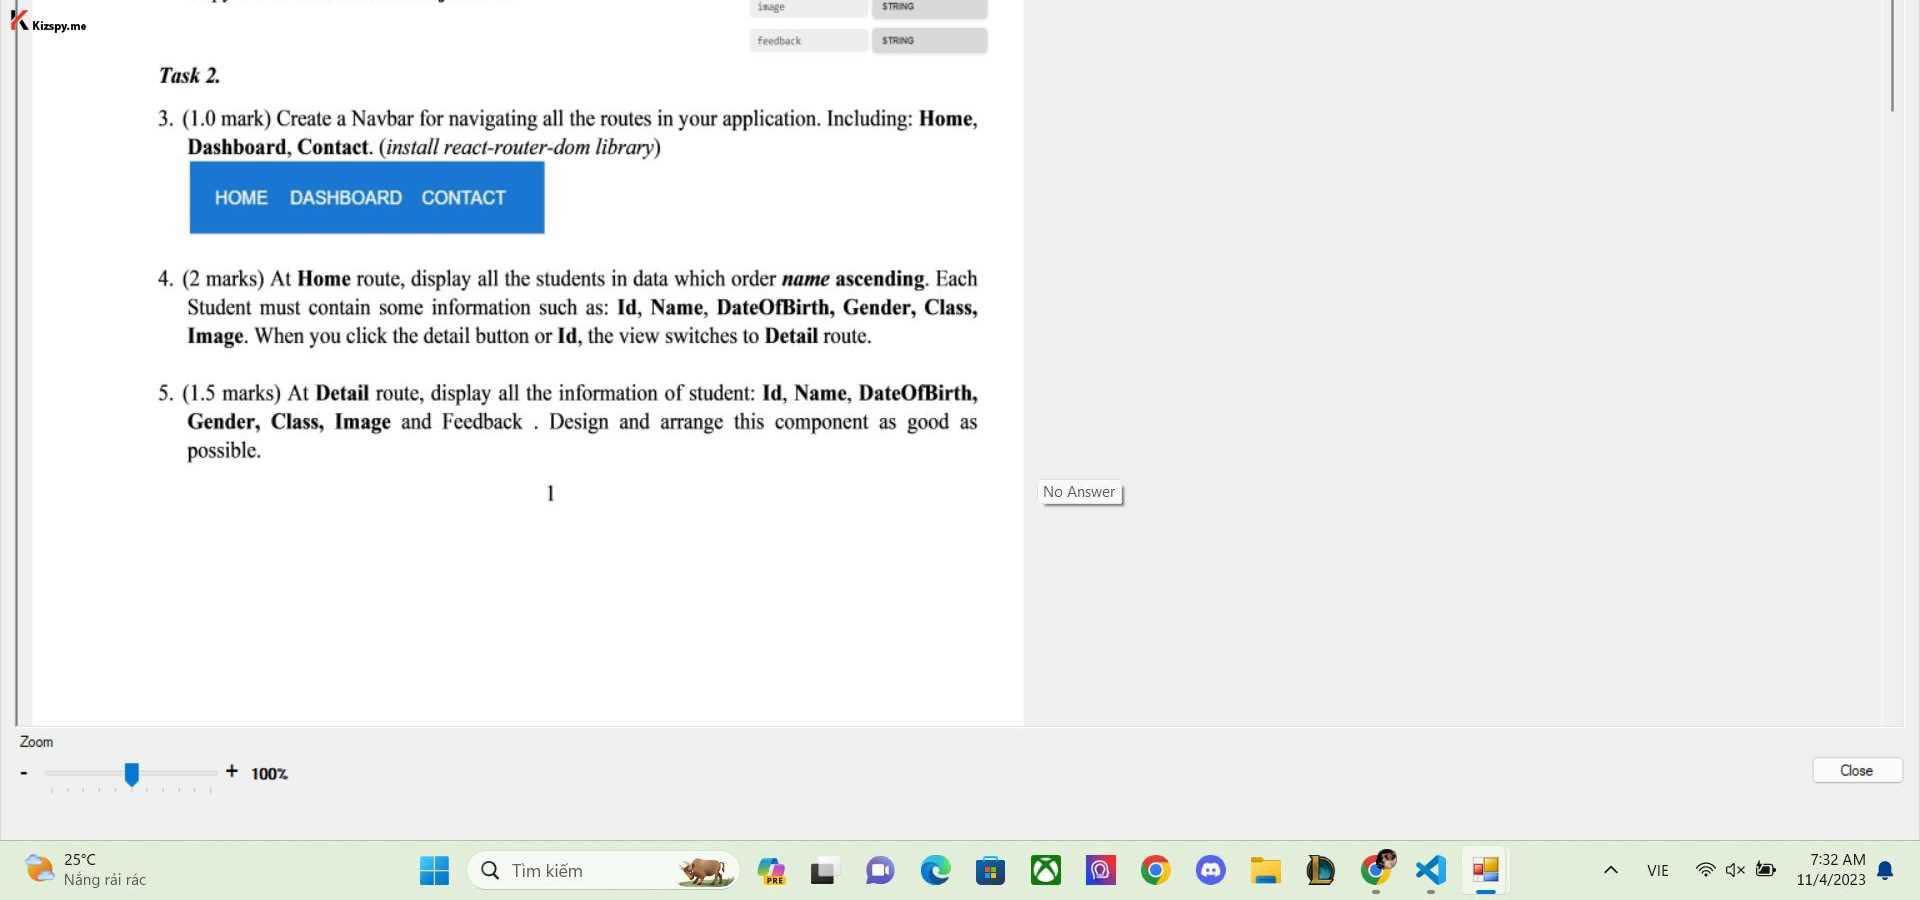 image STRING
Kizspy.me
feedback STRING
Task 2.
3. (1.0 mark) Create a Navbar for navigating all the routes in your application. Including: Home,
Dashboard, Contact. (install react-router-dom library)
HOME DASHBOARD CONTACT
4. (2 marks) At Home route, display all the students in data which order name ascending. Each
Student must contain some information such as: Id, Name, DateOfBirth, Gender, Class,
Image. When you click the detail button or Id, the view switches to Detail route.
5. (1.5 marks) At Detail route, display all the information of student: Id, Name, DateOfBirth,
Gender, Class, Image and Feedback . Design and arrange this component as good as
possible.
1
No Answer
Zoom
- + 100%
Close
25°C
Nắng rải rác
Tìm kiếm
PRE
VIE
7:32 AM
11/4/2023